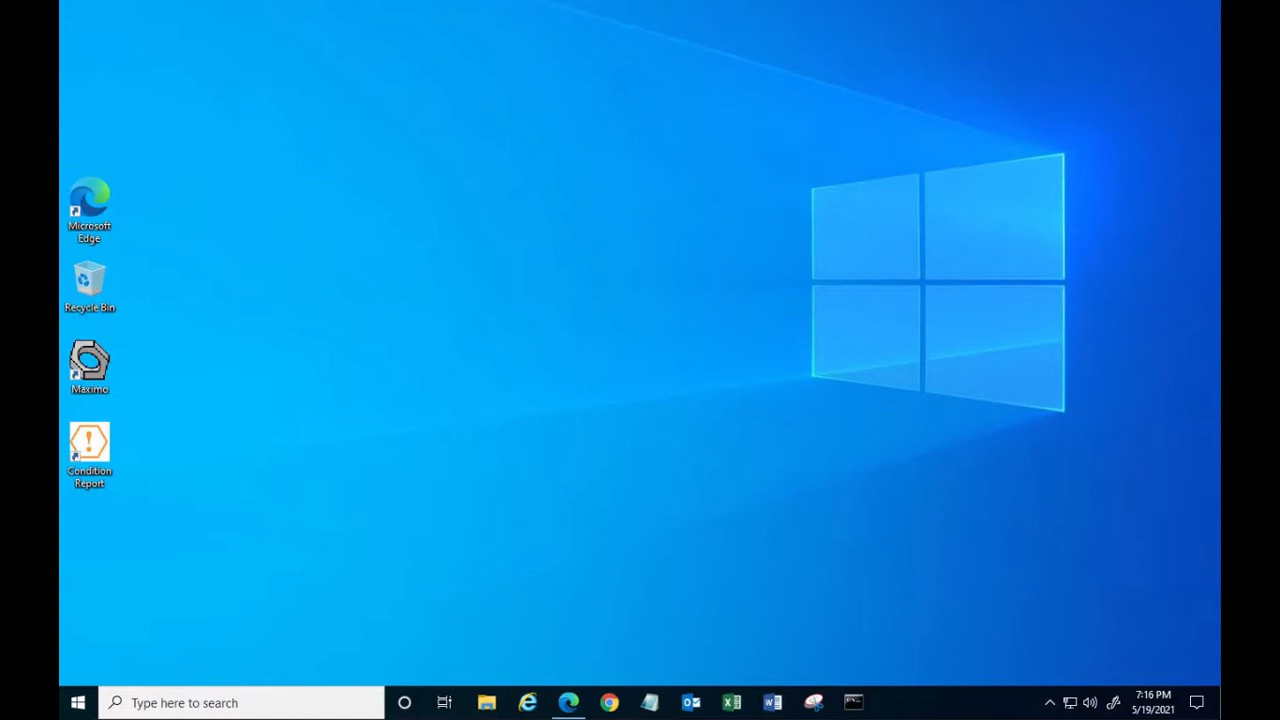 Microsoft
Edge
Recycle Bin
Maximo
Condition
Report
Type here to search
7:16 PM
5/19/2021